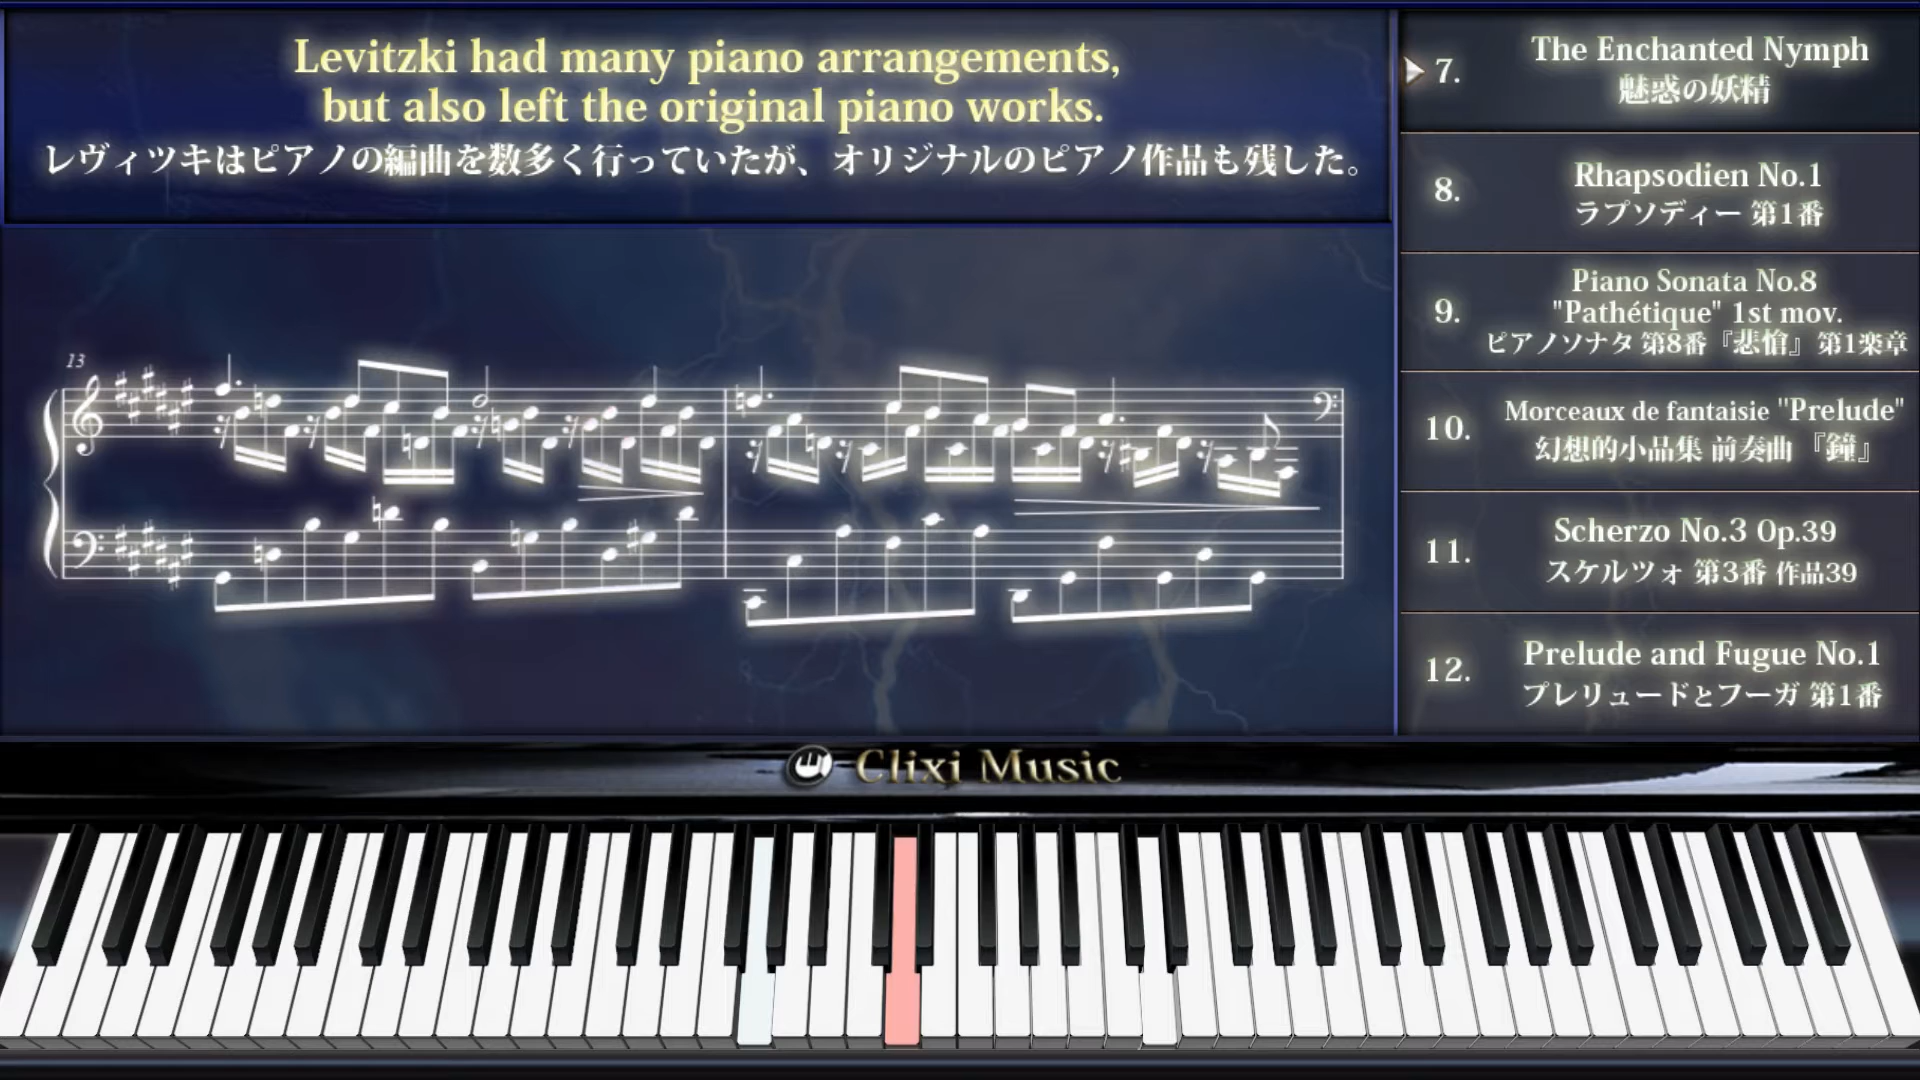 Levitzki had many piano arrangements,
but also left the original piano works.
レヴィツキはピアノの編曲を数多く行っていたが、オリジナルのピアノ作品も残した。
13
7. The Enchanted Nymph
魅惑の妖精
8. Rhapsodien No.1
ラプソディー 第1番
9. Piano Sonata No.8
"Pathétique" 1st mov.
ピアノソナタ 第8番『悲愴』第1楽章
10. Morceaux de fantaisie "Prelude"
幻想的小品集 前奏曲『鐘』
11. Scherzo No.3 Op.39
スケルツォ 第3番 作品39
12. Prelude and Fugue No.1
プレリュードとフーガ 第1番
Clixi Music